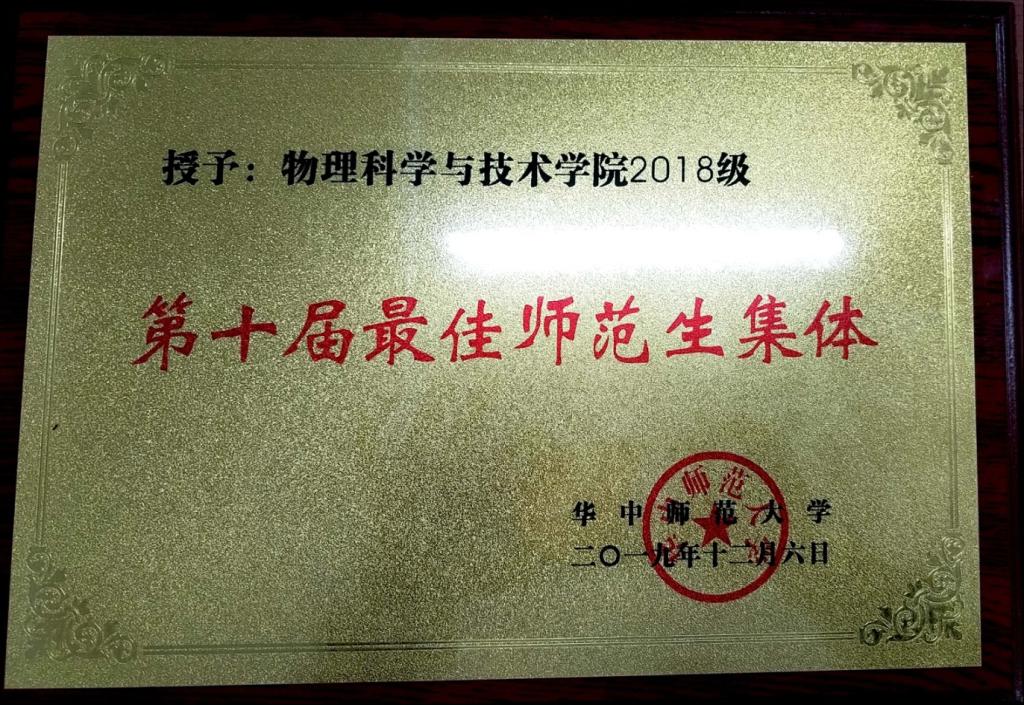 授予：物理科学与技术学院2018级
第十届最佳师范生集体
华中师范大学
二〇一九年十二月六日